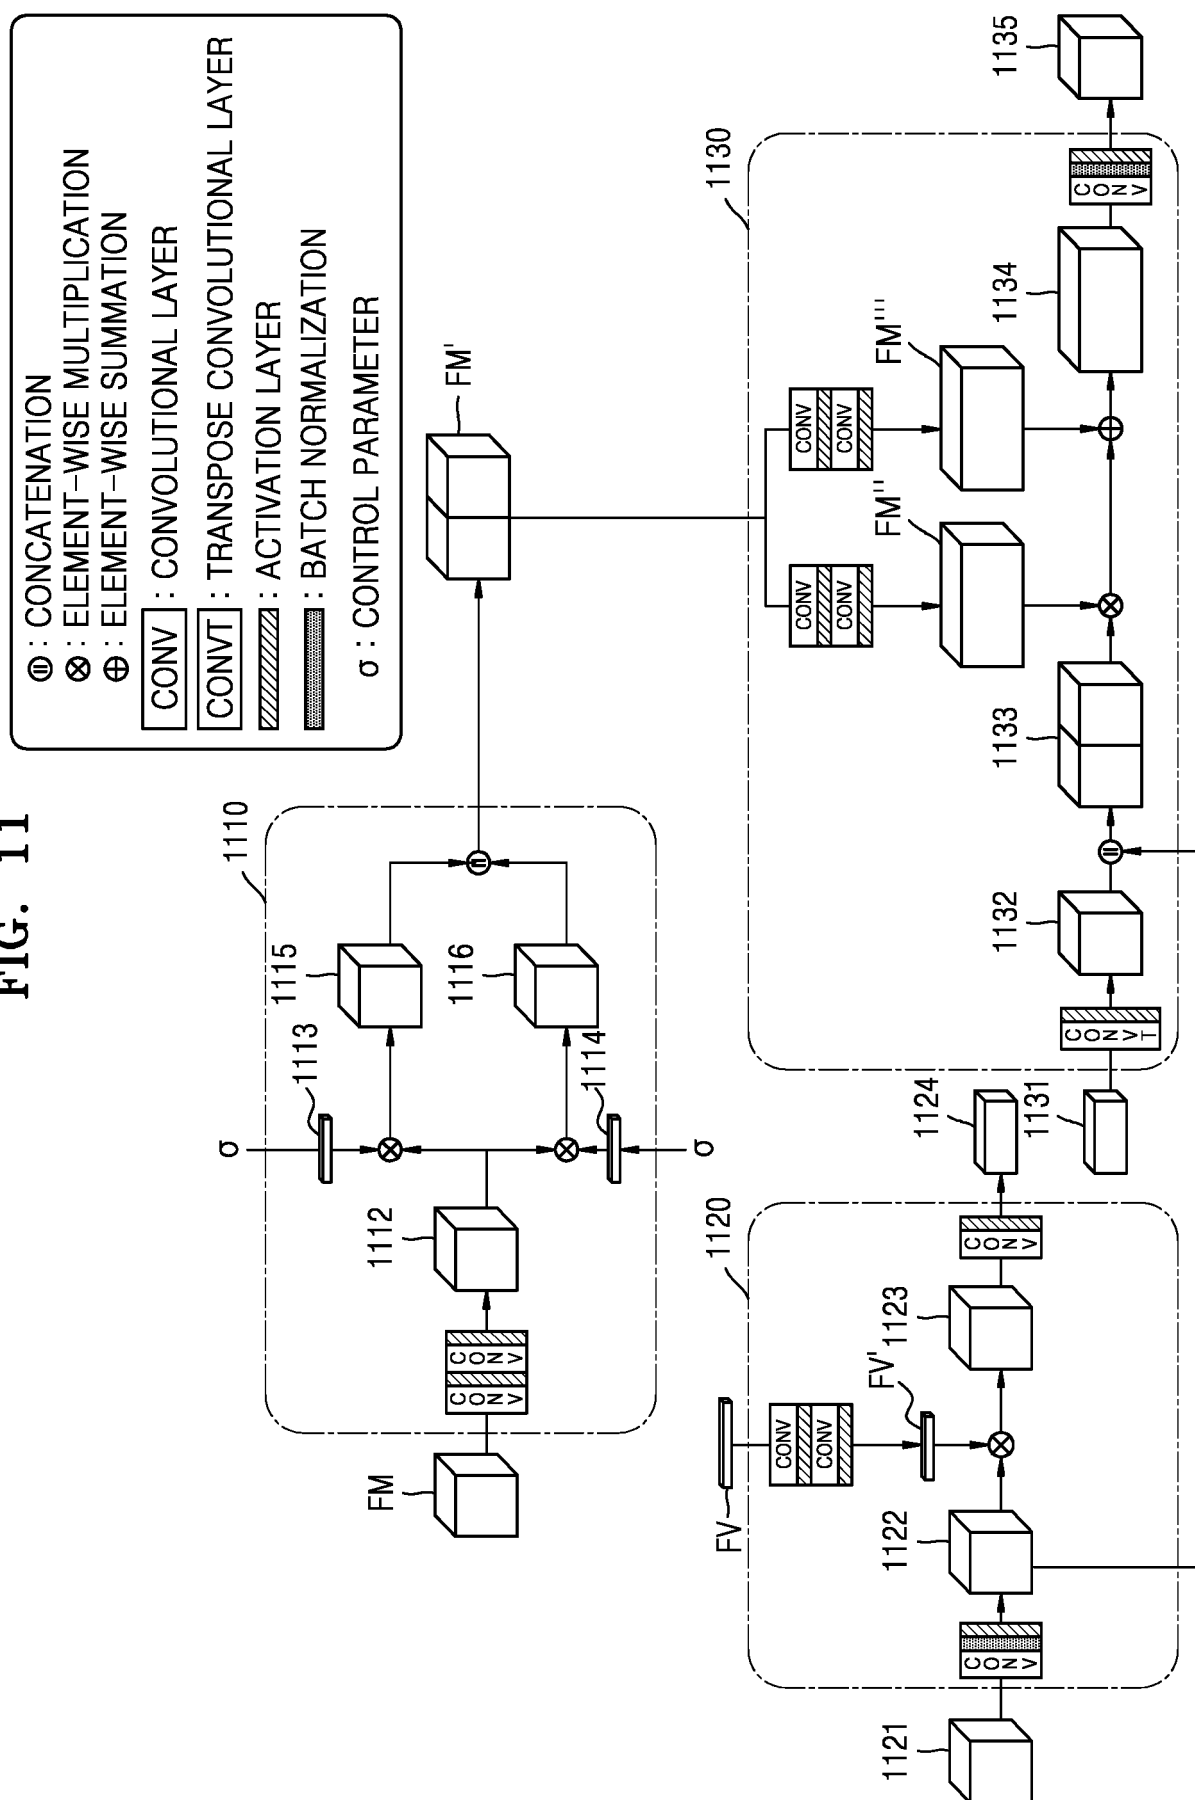 FIG. 11
: CONCATENATION
: ELEMENT-WISE MULTIPLICATION
: ELEMENT-WISE SUMMATION
CONV : CONVOLUTIONAL LAYER
CONVT : TRANSPOSE CONVOLUTIONAL LAYER
: ACTIVATION LAYER
: BATCH NORMALIZATION
σ : CONTROL PARAMETER
1110
FM
CONV
CONV
1112
σ
1113
1114
σ
1115
1116
FM'
1120
1121
CONV
1122
FV
CONV
CONV
FV'
1123
CONV
1124
1130
1131
CONVT
1132
1133
CONV
CONV
FM''
CONV
CONV
FM'''
1134
CONV
1135